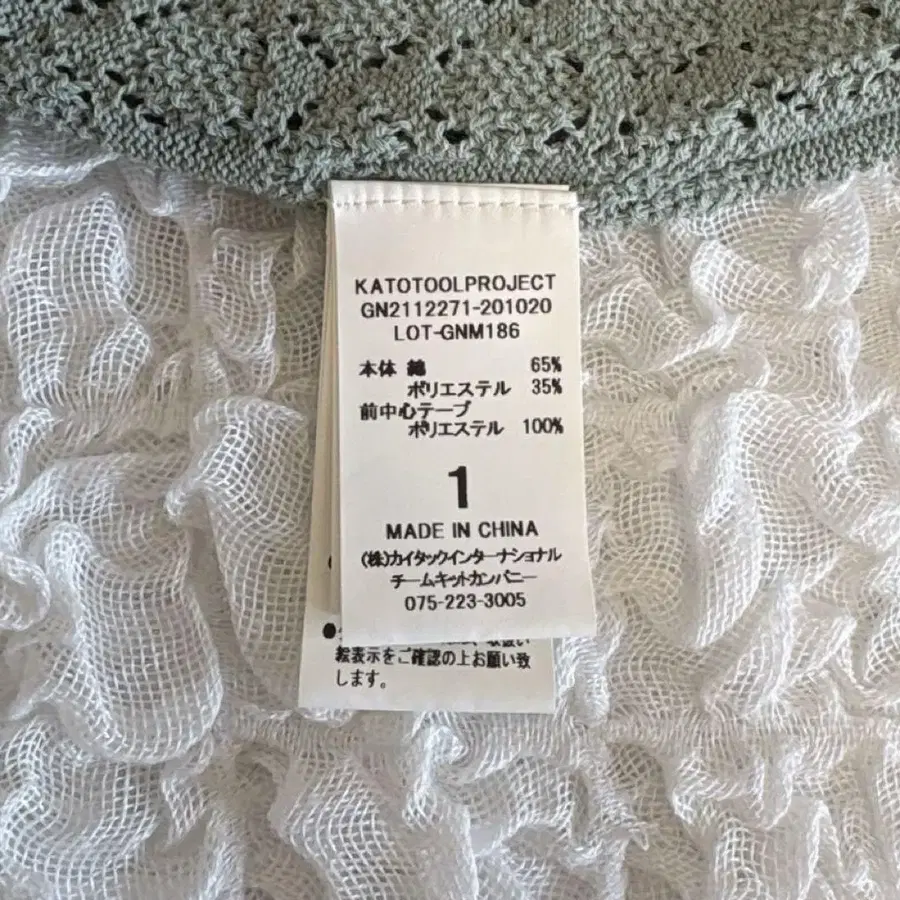 KATOTOOLPROJECT
GN2112271-201020
LOT-GNM186
本体 綿 65%
ポリエステル 35%
前中心テープ
ポリエステル 100%
1
MADE IN CHINA
(株)カイタックインターナショナル
チームキットカンパニー
075-223-3005
絵表示をご確認の上お願い致
します。